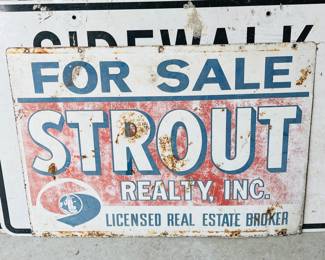 SIDEWALK
FOR SALE
STROUT
REALTY, INC.
LICENSED REAL ESTATE BROKER